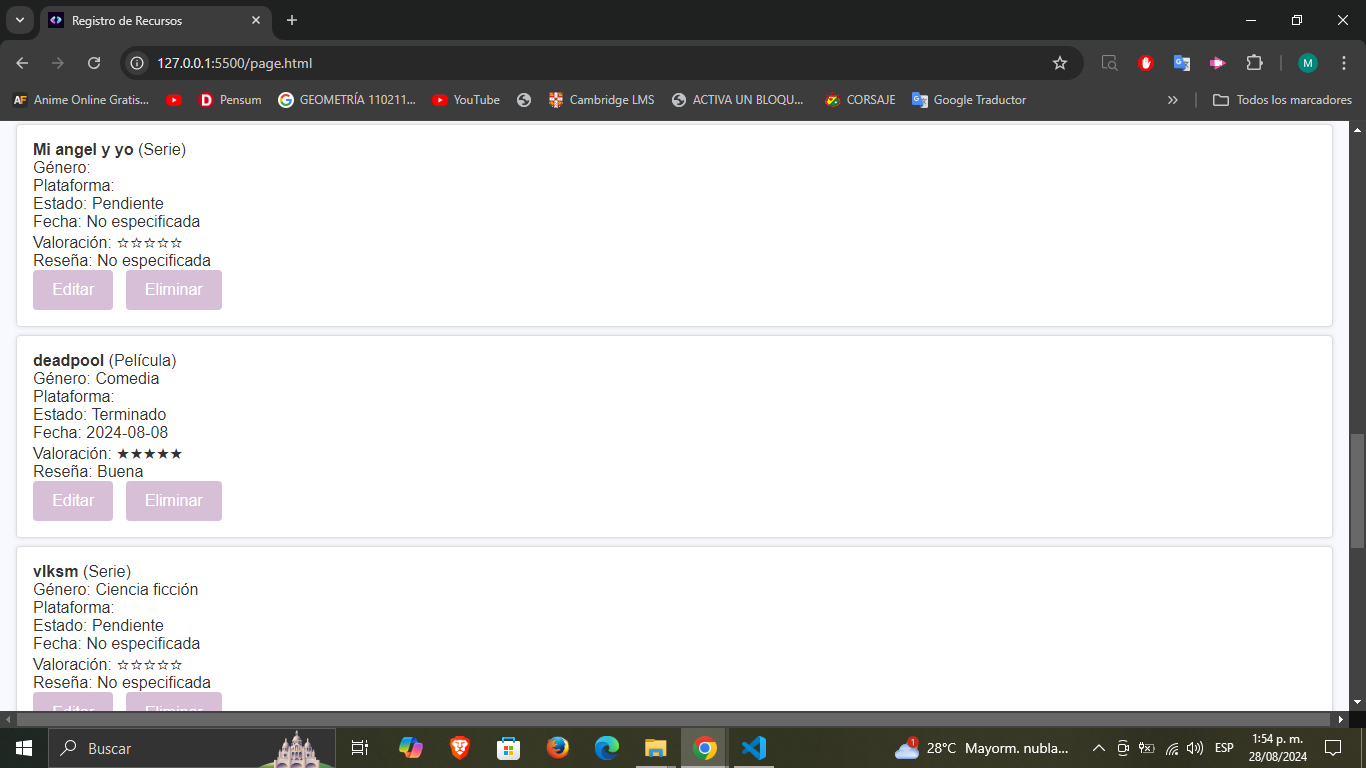 Registro de Recursos
127.0.0.1:5500/page.html
M
AF Anime Online Gratis... Pensum GEOMETRÍA 110211... YouTube Cambridge LMS ACTIVA UN BLOQU... CORSAJE Google Traductor Todos los marcadores
Mi angel y yo (Serie)
Género:
Plataforma:
Estado: Pendiente
Fecha: No especificada
Valoración: ☆☆☆☆☆
Reseña: No especificada
Editar Eliminar
deadpool (Película)
Género: Comedia
Plataforma:
Estado: Terminado
Fecha: 2024-08-08
Valoración: ★★★★★
Reseña: Buena
Editar Eliminar
vlksm (Serie)
Género: Ciencia ficción
Plataforma:
Estado: Pendiente
Fecha: No especificada
Valoración: ☆☆☆☆☆
Reseña: No especificada
Editar Eliminar
Buscar
1 28°C Mayorm. nubla... ESP
1:54 p. m.
28/08/2024